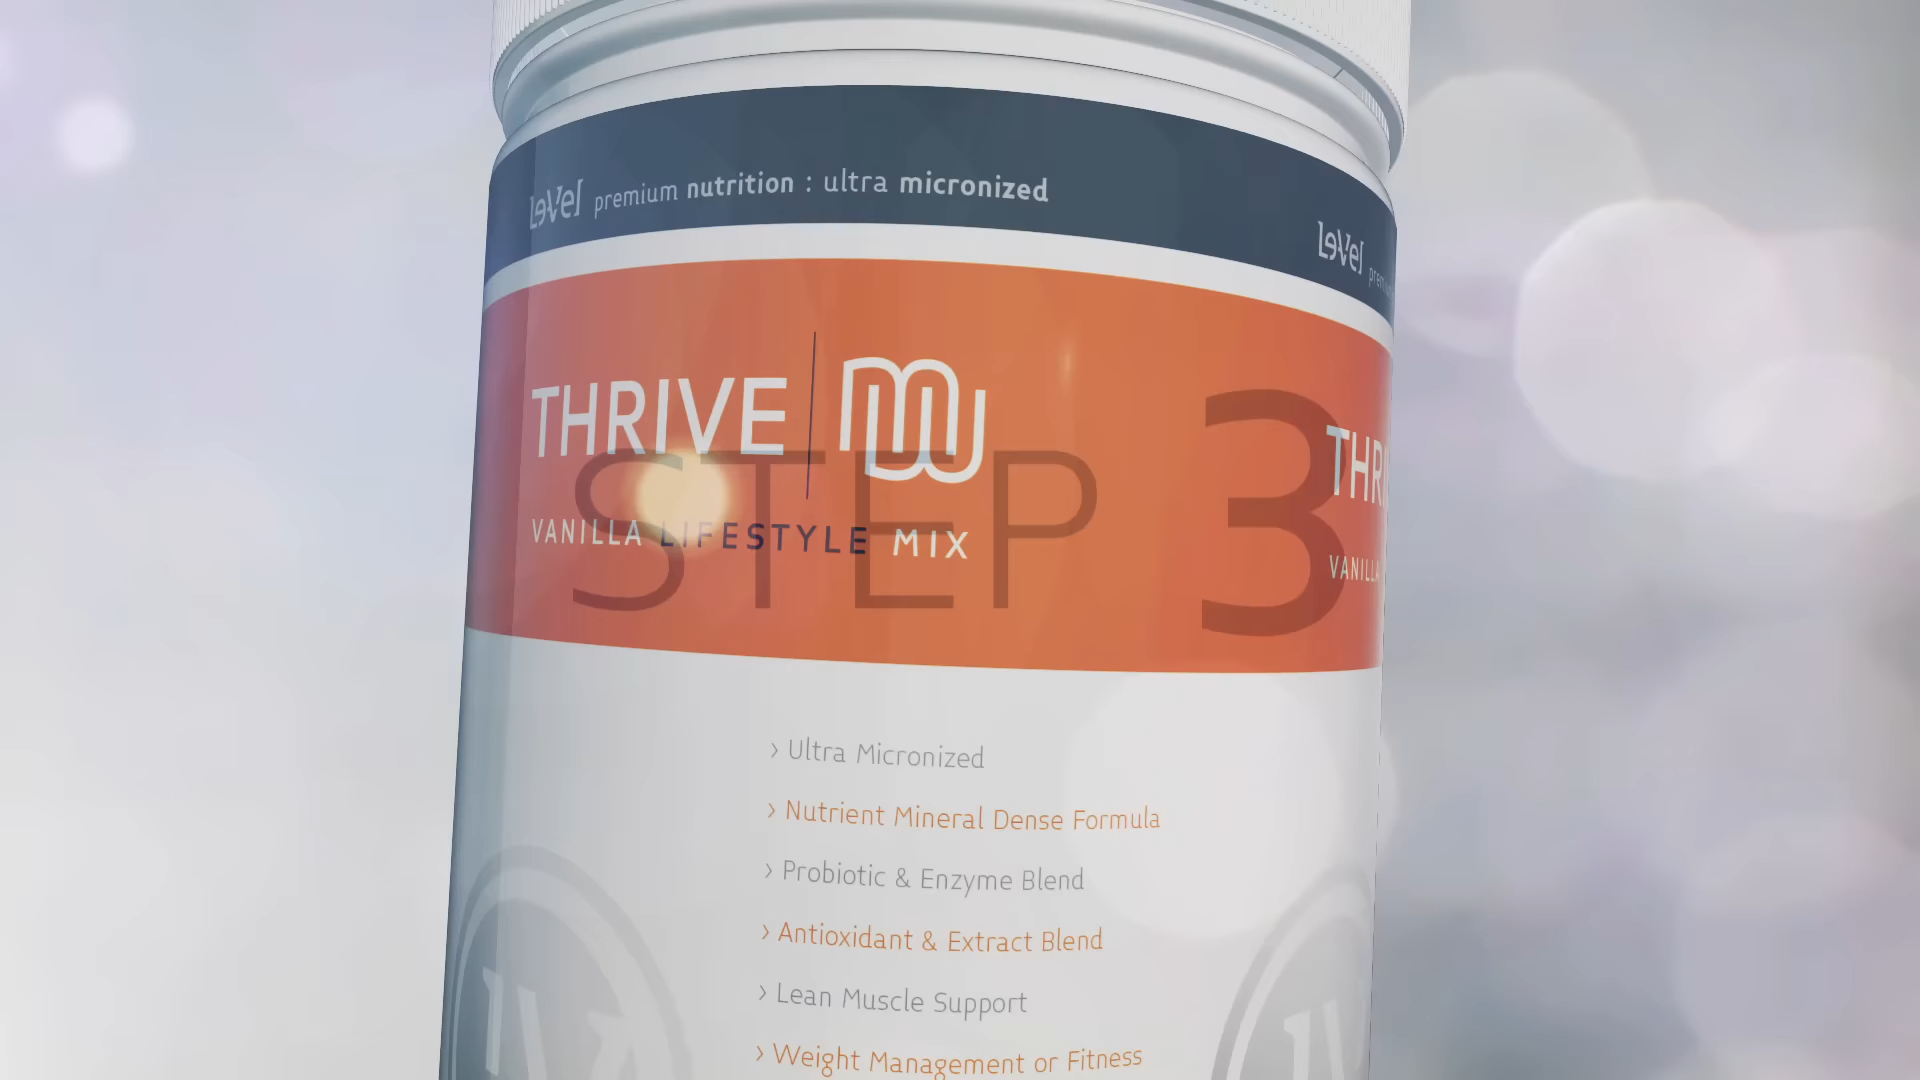 leVel premium nutrition : ultra micronized
leVel
THRIVE
VANILLA LIFESTYLE MIX
STEP 3
VANILLA
› Ultra Micronized
› Nutrient Mineral Dense Formula
› Probiotic & Enzyme Blend
› Antioxidant & Extract Blend
› Lean Muscle Support
› Weight Management or Fitness